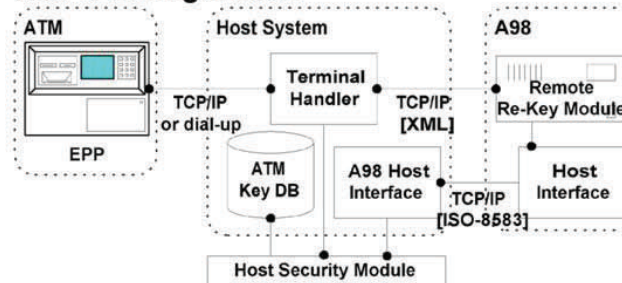 ATM
Host System
A98
Terminal
Handler
Remote
Re-Key Module
TCP/IP
or dial-up
TCP/IP
[XML]
EPP
ATM
Key DB
A98 Host
Interface
Host
Interface
TCP/IP
[ISO-8583]
Host Security Module